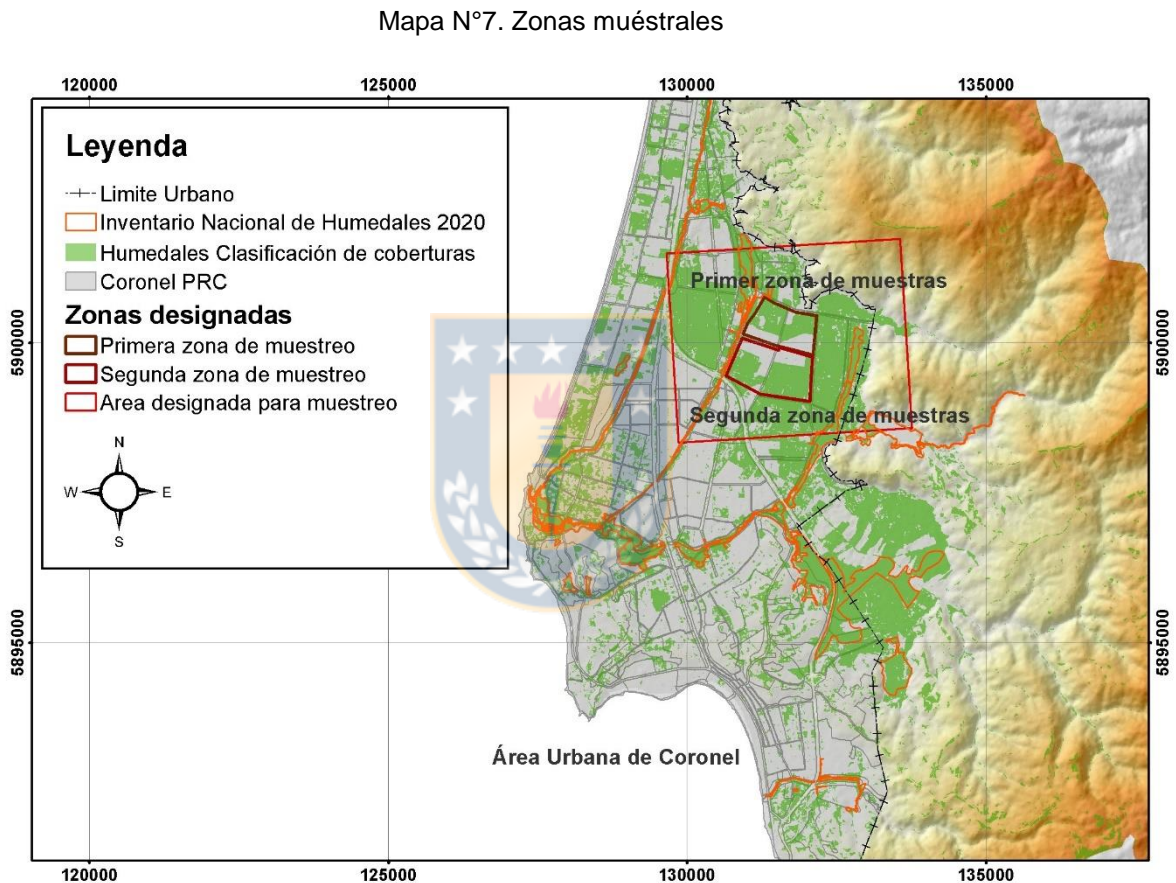 Mapa N°7. Zonas muéstrales
120000 125000 130000 135000
Leyenda
Limite Urbano
Inventario Nacional de Humedales 2020
Humedales Clasificación de coberturas
Coronel PRC
Zonas designadas
Primera zona de muestreo
Segunda zona de muestreo
Area designada para muestreo
N
W E
S
Primer zona de muestras
Segunda zona de muestras
Área Urbana de Coronel
5900000
5900000
5895000
5895000
120000 125000 130000 135000